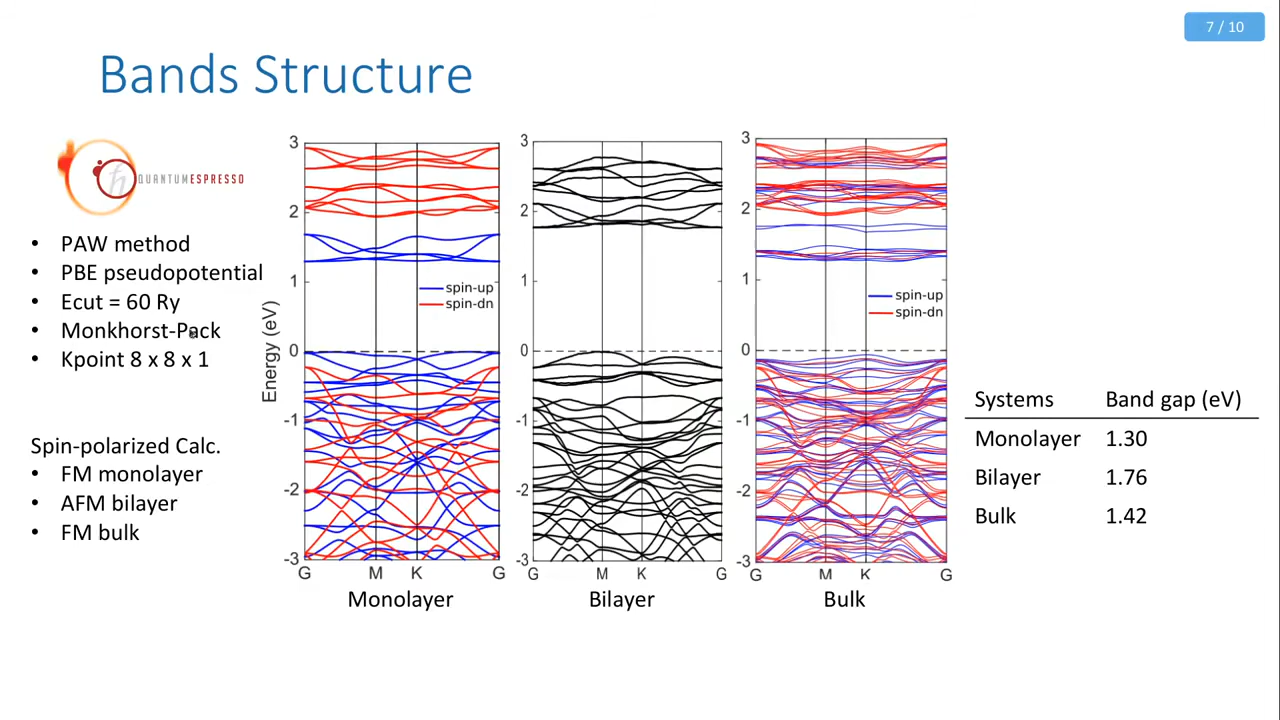 7 / 10
Bands Structure
QUANTUMESPRESSO
• PAW method
• PBE pseudopotential
• Ecut = 60 Ry
• Monkhorst-Pack
• Kpoint 8 x 8 x 1
Spin-polarized Calc.
• FM monolayer
• AFM bilayer
• FM bulk
Energy (eV)
3
2
1
0
-1
-2
-3
G M K G
spin-up
spin-dn
Monolayer
3
2
1
0
-1
-2
-3
G M K G
Bilayer
3
2
1
0
-1
-2
-3
G M K G
spin-up
spin-dn
Bulk
Systems Band gap (eV)
Monolayer 1.30
Bilayer 1.76
Bulk 1.42